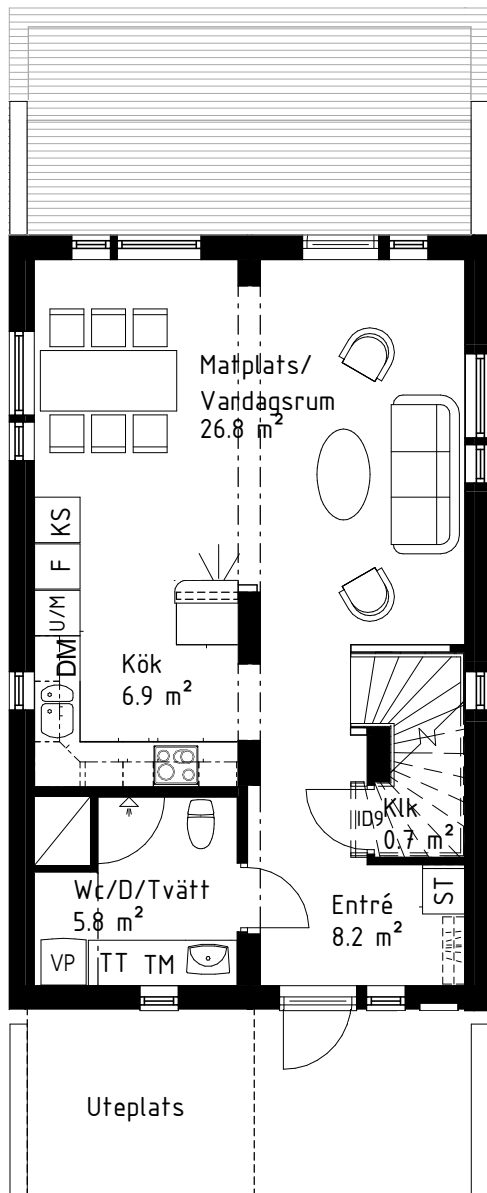 Matplats/
Vardagsrum
26.8 m²
KS
F
U/M
DM
Kök
6.9 m²
Klk
0.7 m²
ID9
Wc/D/Tvätt
5.8 m²
Entré
8.2 m²
ST
VP
TT
TM
Uteplats